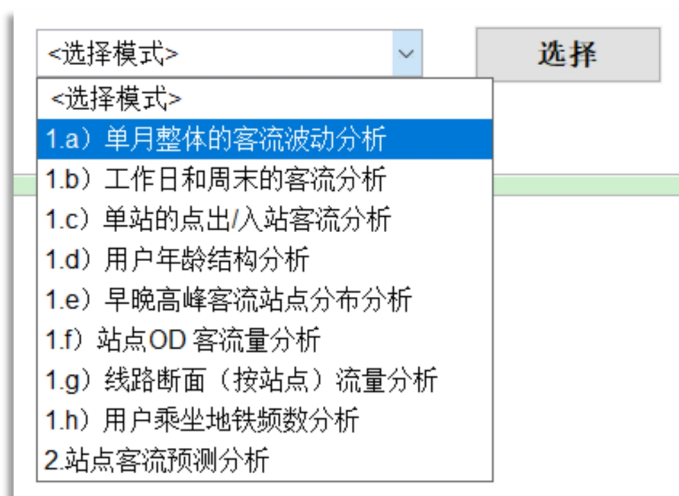 <选择模式>
选择
<选择模式>
1.a）单月整体的客流波动分析
1.b）工作日和周末的客流分析
1.c）单站的点出/入站客流分析
1.d）用户年龄结构分析
1.e）早晚高峰客流站点分布分析
1.f）站点OD 客流量分析
1.g）线路断面（按站点）流量分析
1.h）用户乘坐地铁频数分析
2.站点客流预测分析